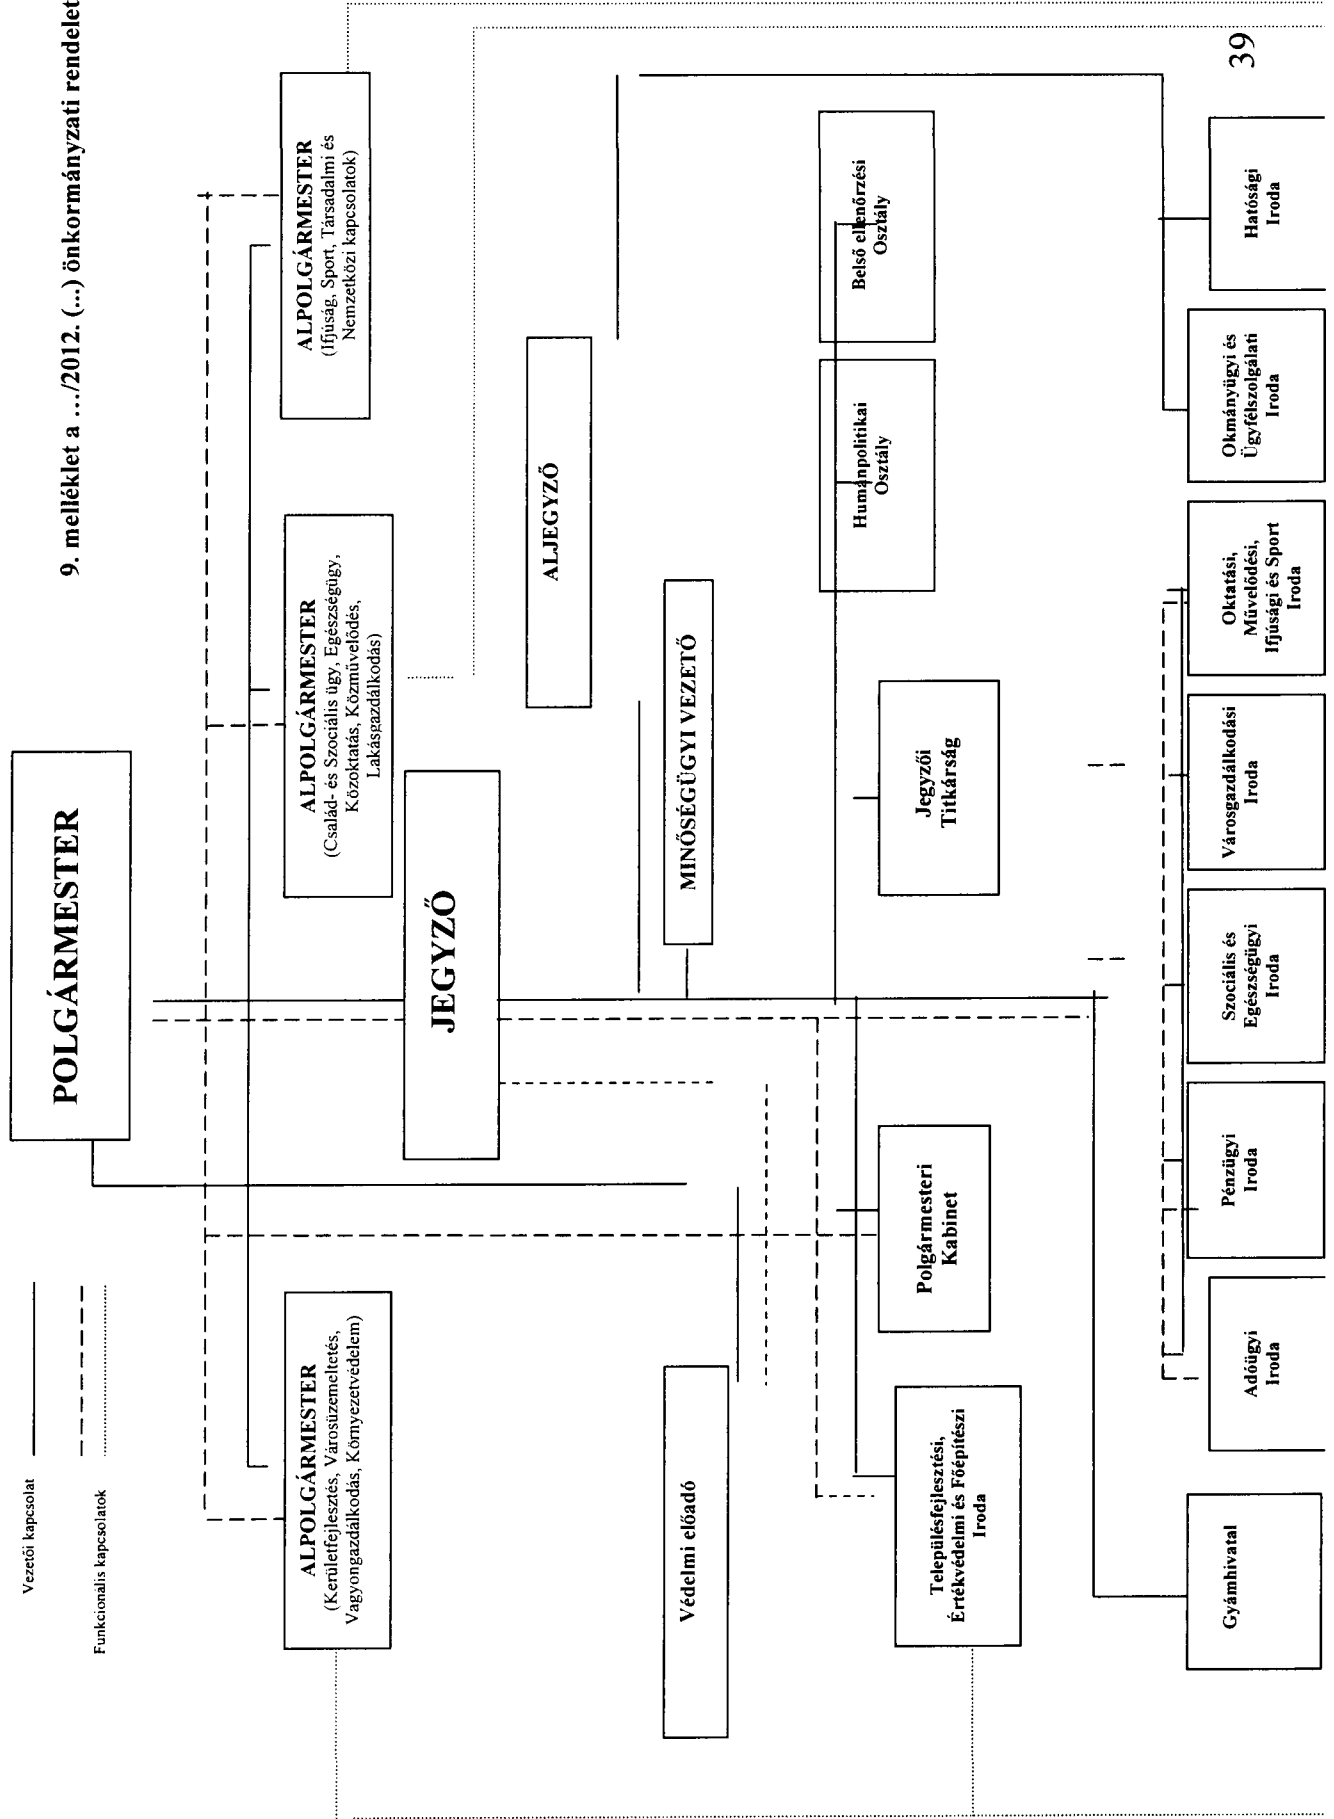 9. melléklet a .../2012. (...) önkormányzati rendelet
Vezetői kapcsolat
Funkcionális kapcsolatok
POLGÁRMESTER
ALPOLGÁRMESTER
(Kerületfejlesztés, Városüzemeltetés,
Vagyongazdálkodás, Környezetvédelem)
ALPOLGÁRMESTER
(Család- és Szociális ügy, Egészségügy,
Közoktatás, Közművelődés,
Lakásgazdálkodás)
ALPOLGÁRMESTER
(Ifjúság, Sport, Társadalmi és
Nemzetközi kapcsolatok)
JEGYZŐ
ALJEGYZŐ
Védelmi előadó
MINŐSÉGÜGYI VEZETŐ
Humánpolitikai
Osztály
Belső ellenőrzési
Osztály
Településfejlesztési,
Értékvédelmi és Főépítészi
Iroda
Polgármesteri
Kabinet
Jegyzői
Titkárság
Gyámhivatal
Adóügyi
Iroda
Pénzügyi
Iroda
Szociális és
Egészségügyi
Iroda
Városgazdálkodási
Iroda
Oktatási,
Művelődési,
Ifjúsági és Sport
Iroda
Okmányügyi és
Ügyfélszolgálati
Iroda
Hatósági
Iroda
39